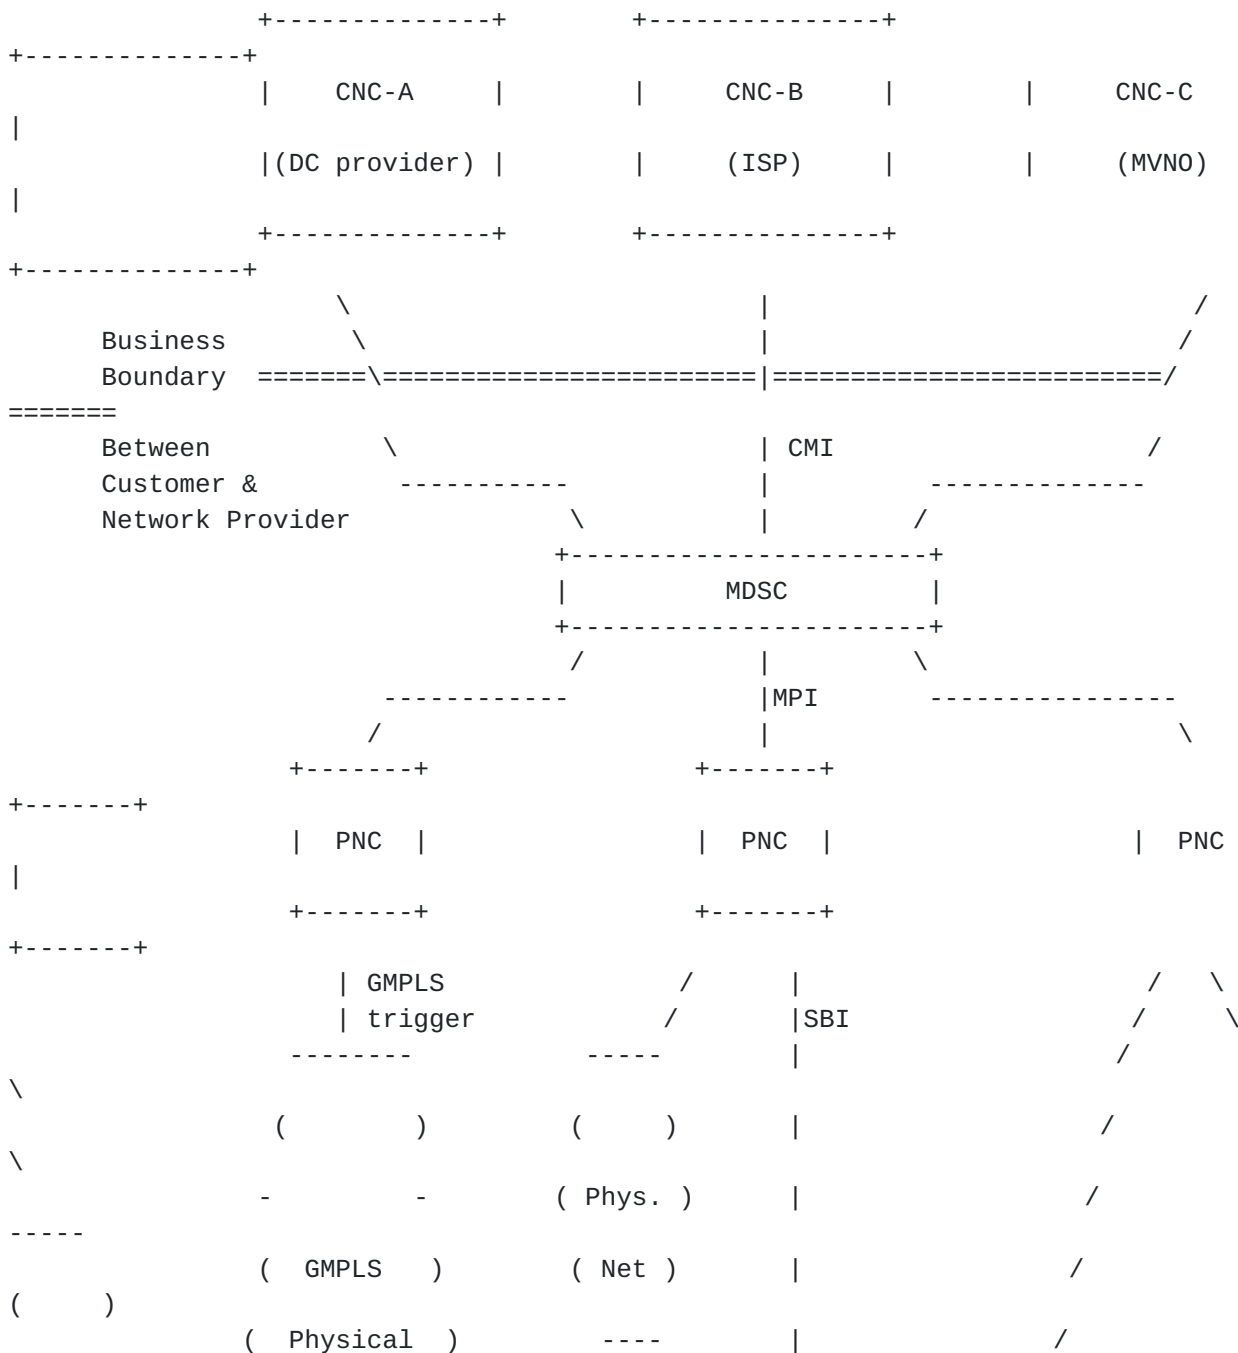 +--------------+        +---------------+
+--------------+
                |    CNC-A     |        |     CNC-B     |        |     CNC-C
|
                |(DC provider) |        |     (ISP)     |        |     (MVNO)
|
                +--------------+        +---------------+
+--------------+
                     \                          |                           /
      Business        \                         |                          /
      Boundary  =======\========================|=========================/
=======
      Between           \                       | CMI                    /
      Customer &         -----------            |          --------------
      Network Provider              \           |         /
                                   +-----------------------+
                                   |          MDSC         |
                                   +-----------------------+
                                    /           |         \
                        ------------            |MPI       ----------------
                       /                        |                          \
                  +-------+                 +-------+
+-------+
                  |  PNC  |                 |  PNC  |                   |  PNC
|
                  +-------+                 +-------+
+-------+
                     | GMPLS               /      |                      /   \
                     | trigger            /       |SBI                  /     \
                  --------           -----        |                    /
\
                 (        )         (     )       |                   /
\
                -          -       ( Phys. )      |                  /
-----
                (  GMPLS   )       ( Net )      |                 /
(     )
               (  Physical  )         ----        |                /